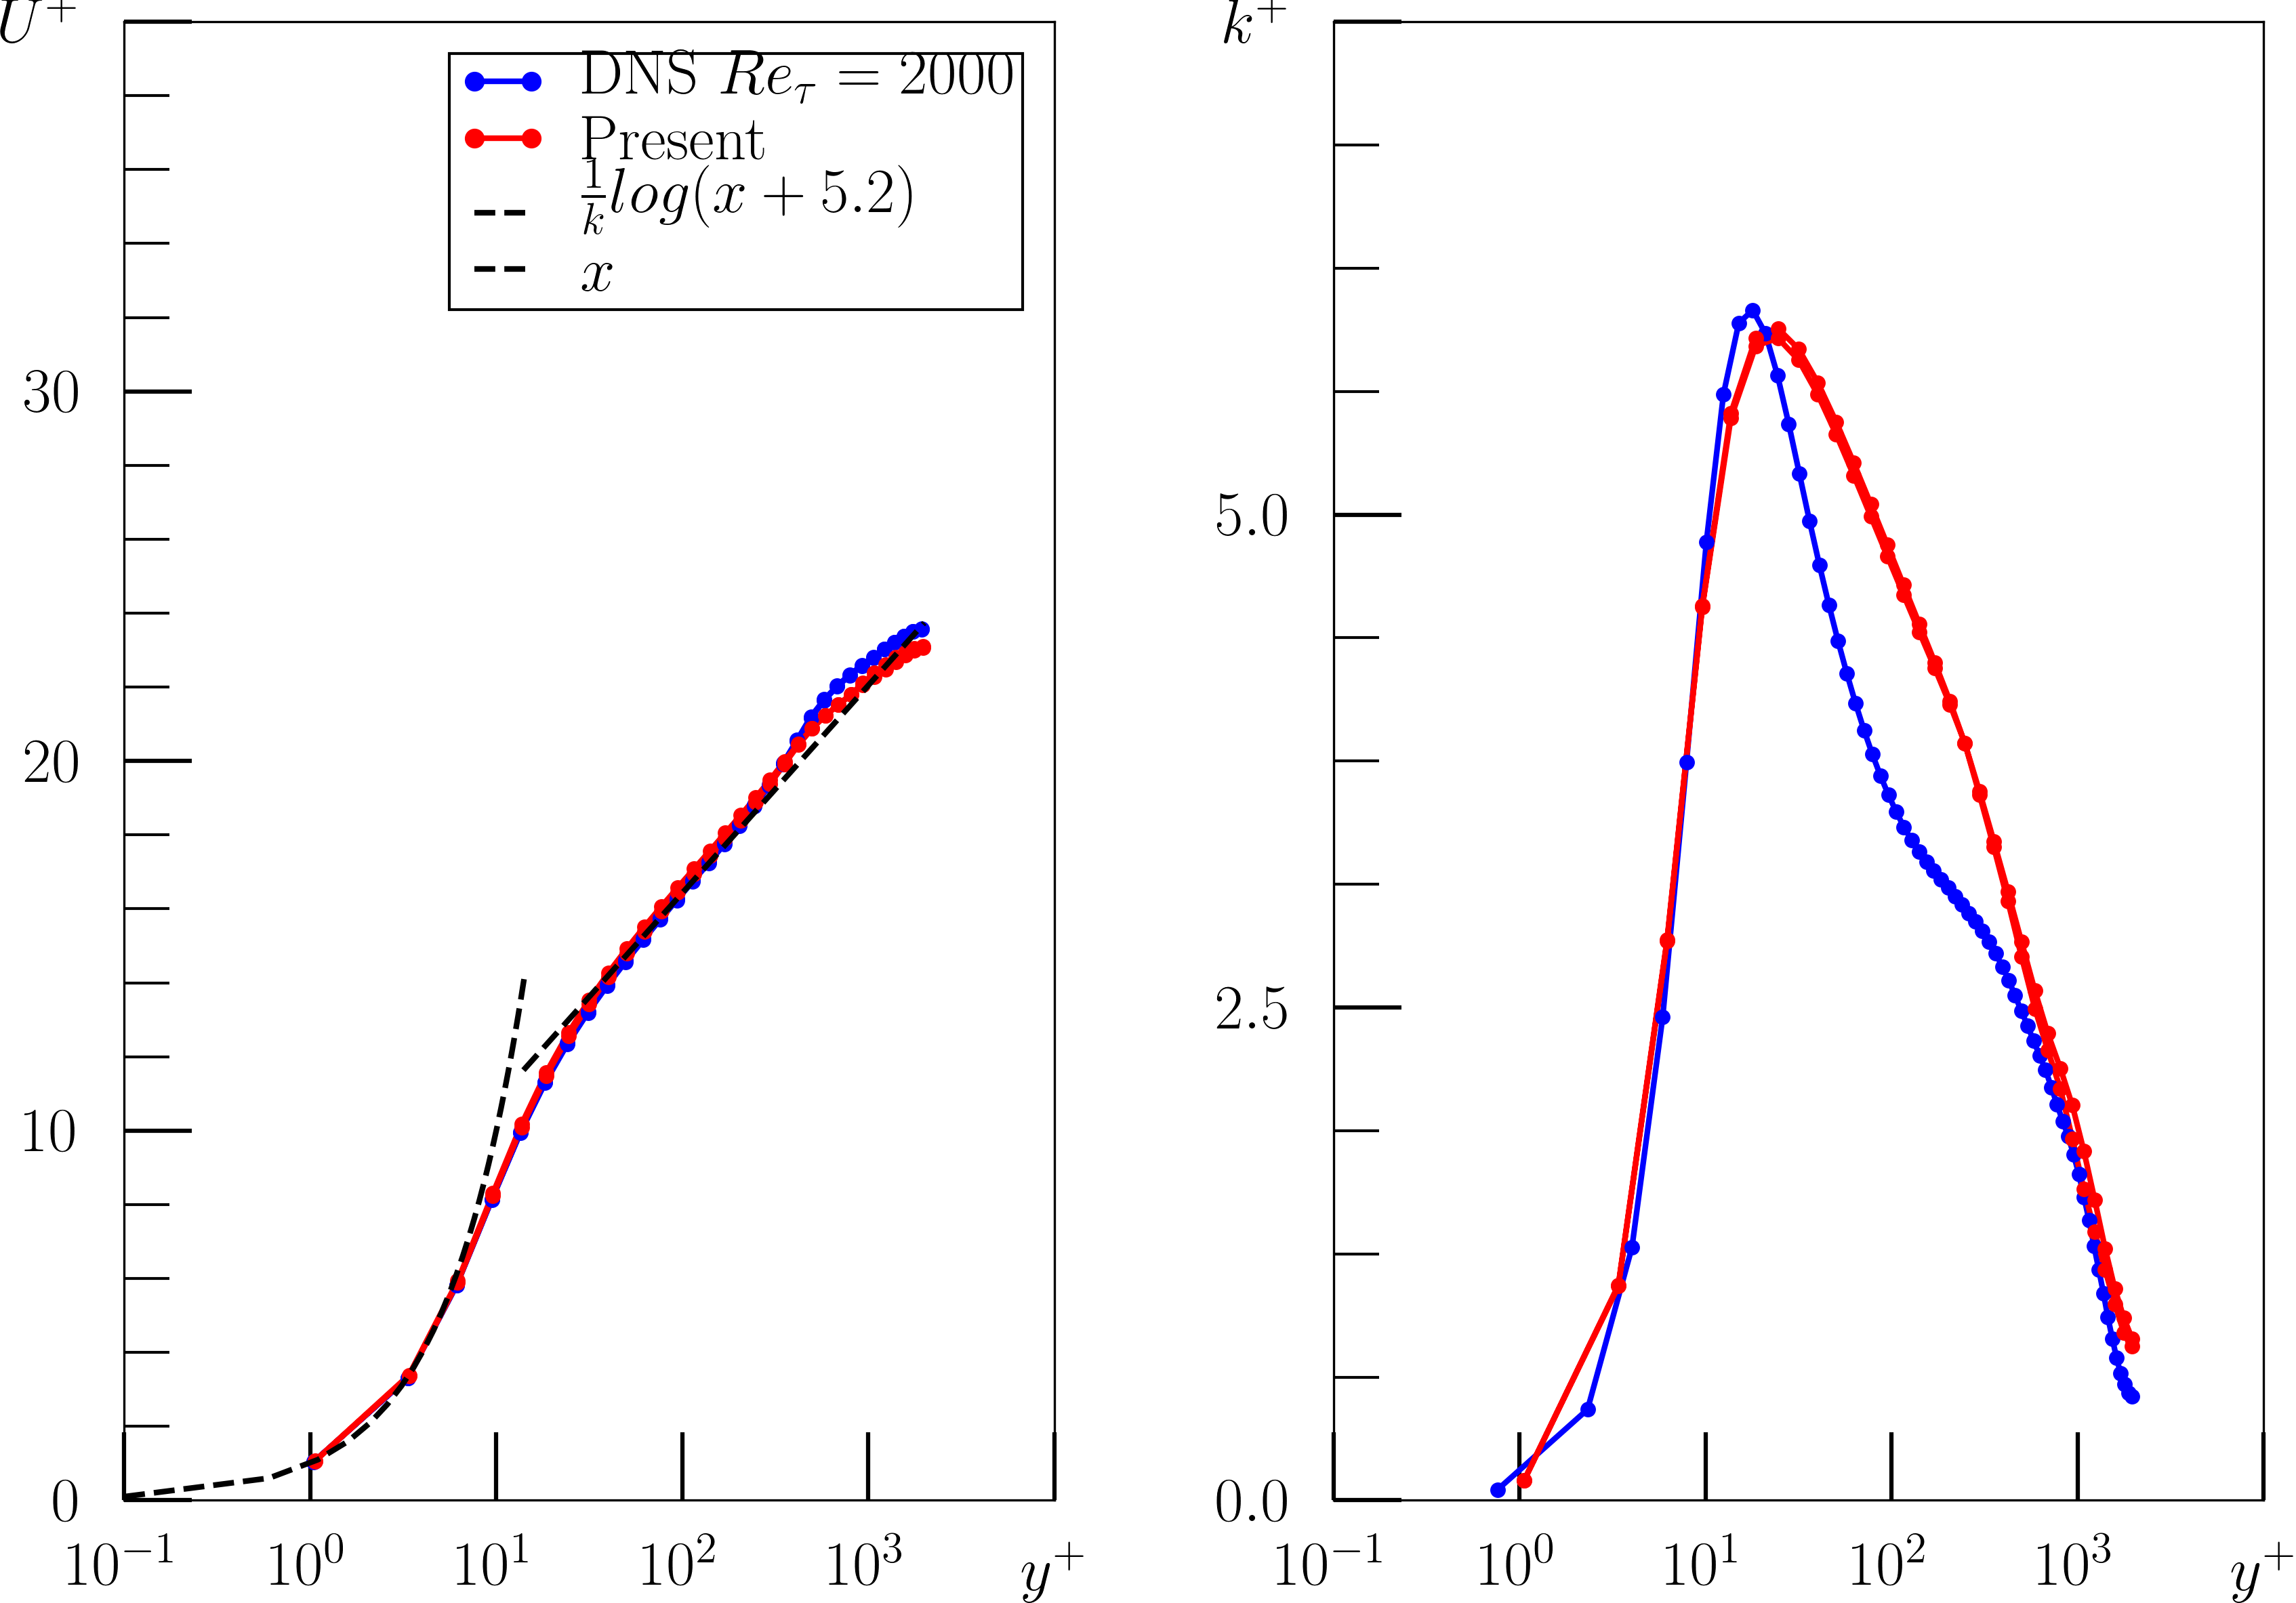 U⁺
DNS Re_τ = 2000
Present
1/k log(x + 5.2)
x
30
20
10
0
10⁻¹ 10⁰ 10¹ 10² 10³ y⁺
k⁺
5.0
2.5
0.0
10⁻¹ 10⁰ 10¹ 10² 10³ y⁺